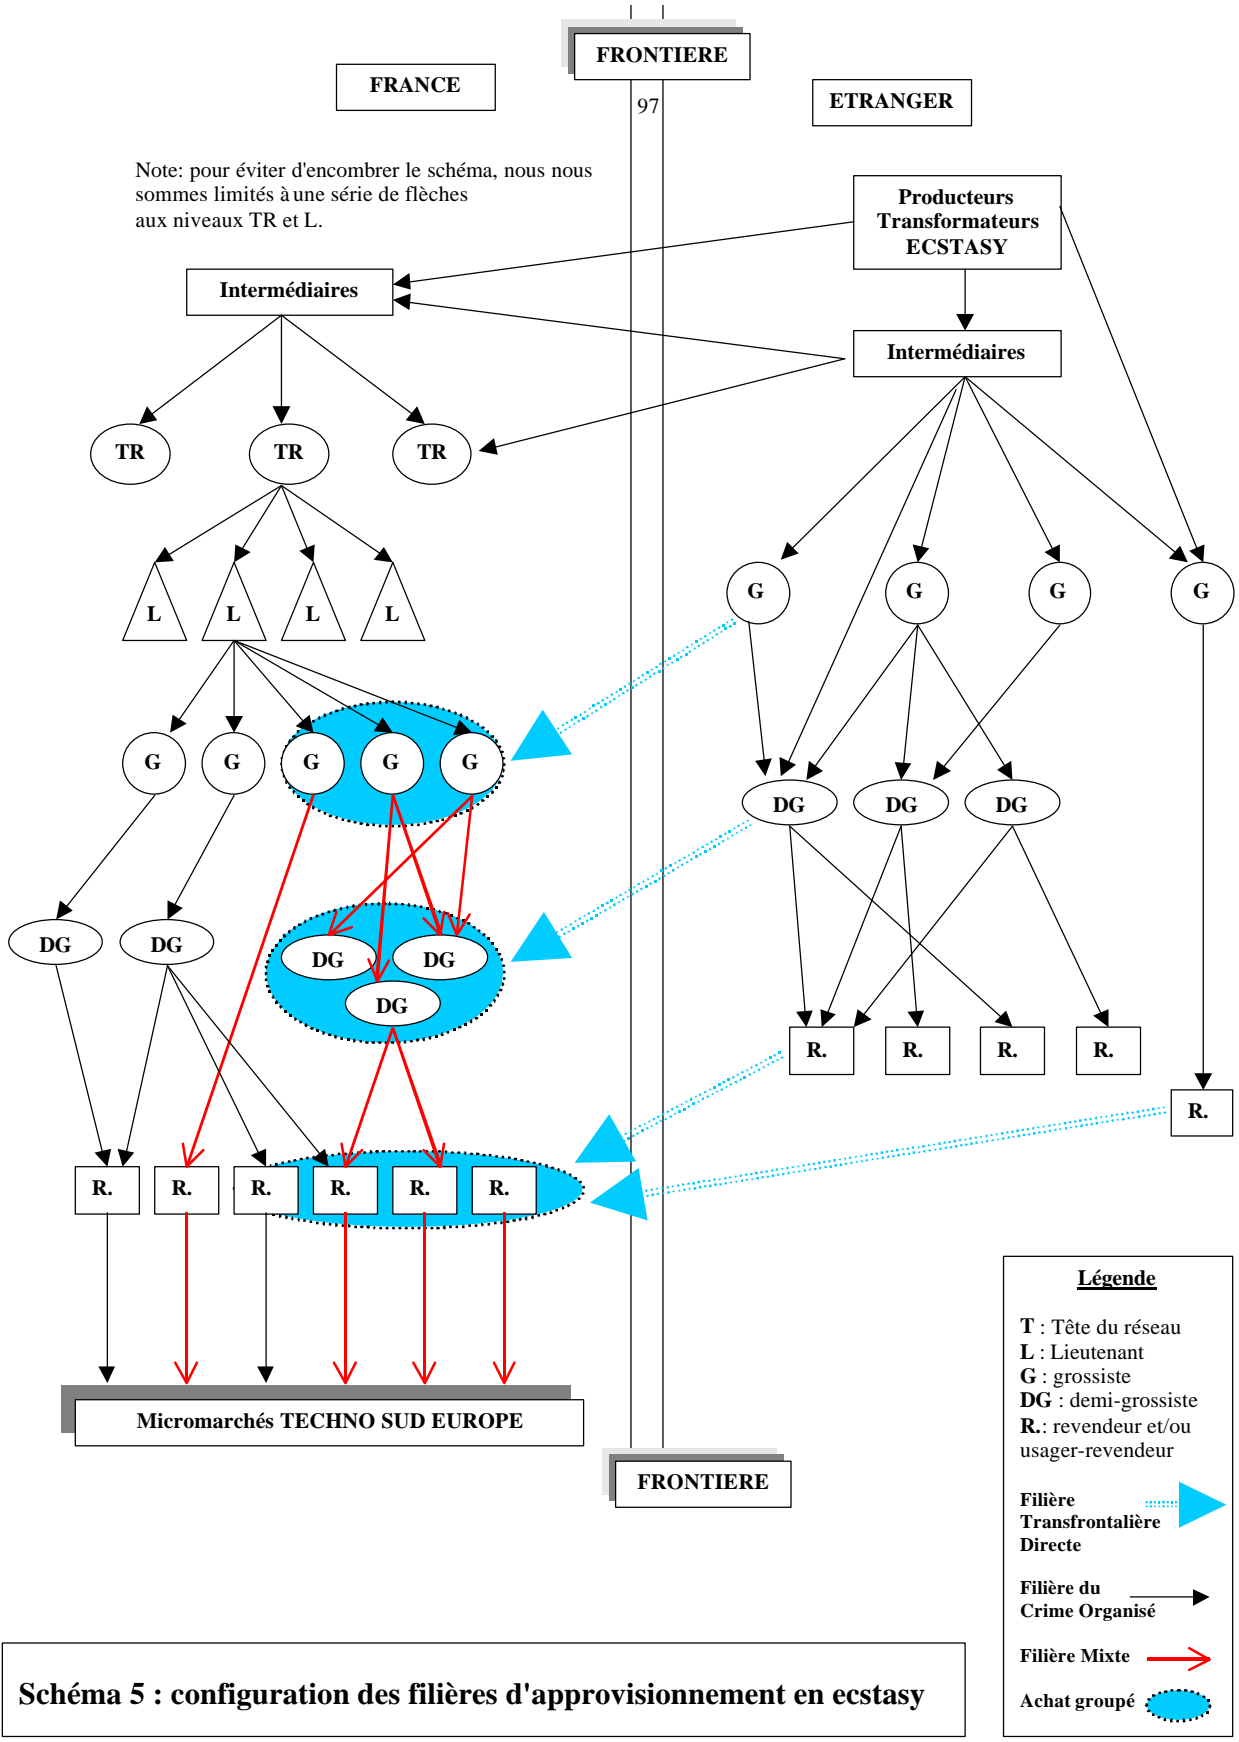 FRONTIERE
FRANCE
97
ETRANGER
Note: pour éviter d'encombrer le schéma, nous nous
sommes limités à une série de flèches
aux niveaux TR et L.
Producteurs
Transformateurs
ECSTASY
Intermédiaires
Intermédiaires
TR
TR
TR
G
G
G
G
L
L
L
L
G
G
G
G
G
DG
DG
DG
DG
DG
DG
DG
DG
R.
R.
R.
R.
R.
R.
R.
R.
R.
R.
R.
Micromarchés TECHNO SUD EUROPE
FRONTIERE
Légende
T : Tête du réseau
L : Lieutenant
G : grossiste
DG : demi-grossiste
R.: revendeur et/ou
usager-revendeur
Filière
Transfrontalière
Directe
Filière du
Crime Organisé
Filière Mixte
Achat groupé
Schéma 5 : configuration des filières d'approvisionnement en ecstasy